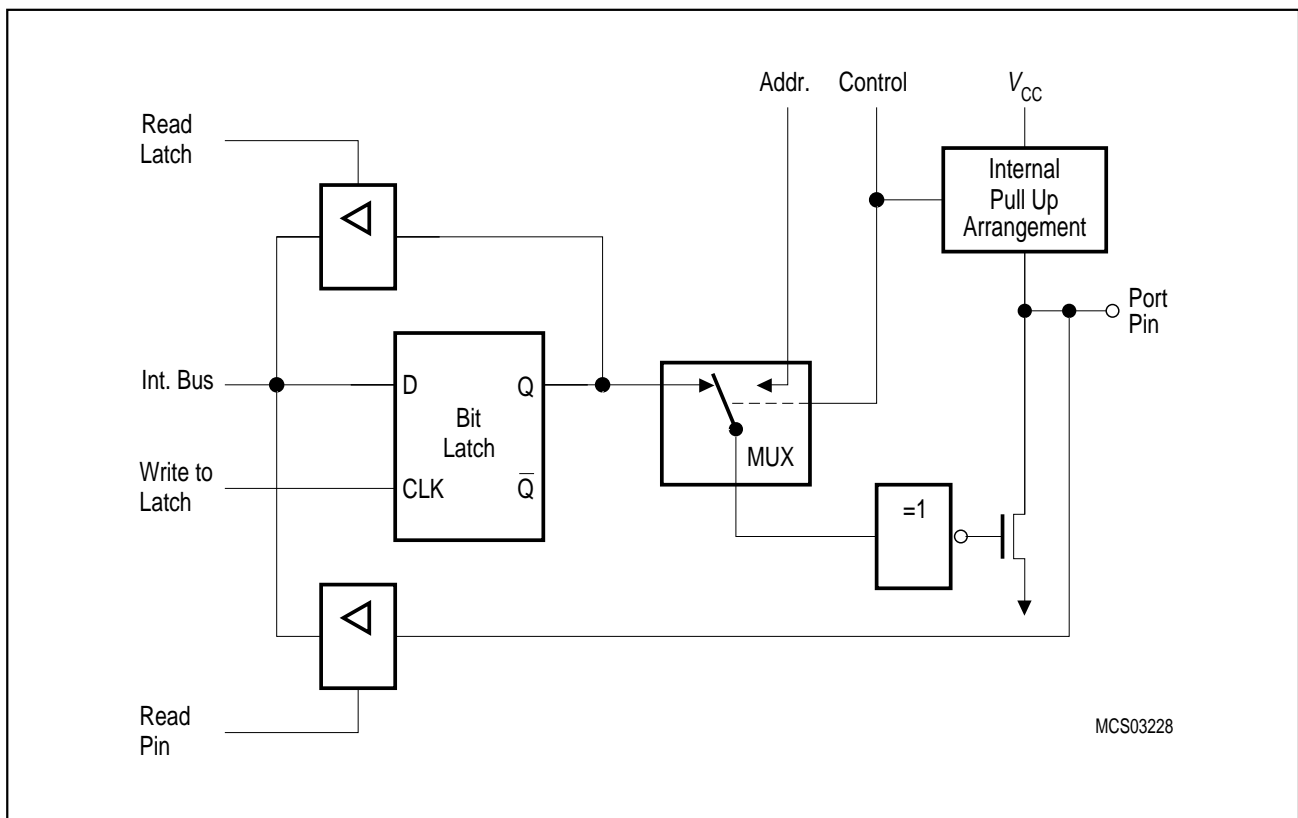 Addr.
Control
VCC
Read
Latch
Internal
Pull Up
Arrangement
Port
Pin
Int. Bus
D
Q
Bit
Latch
MUX
Write to
Latch
CLK
Q̅
=1
Read
Pin
MCS03228